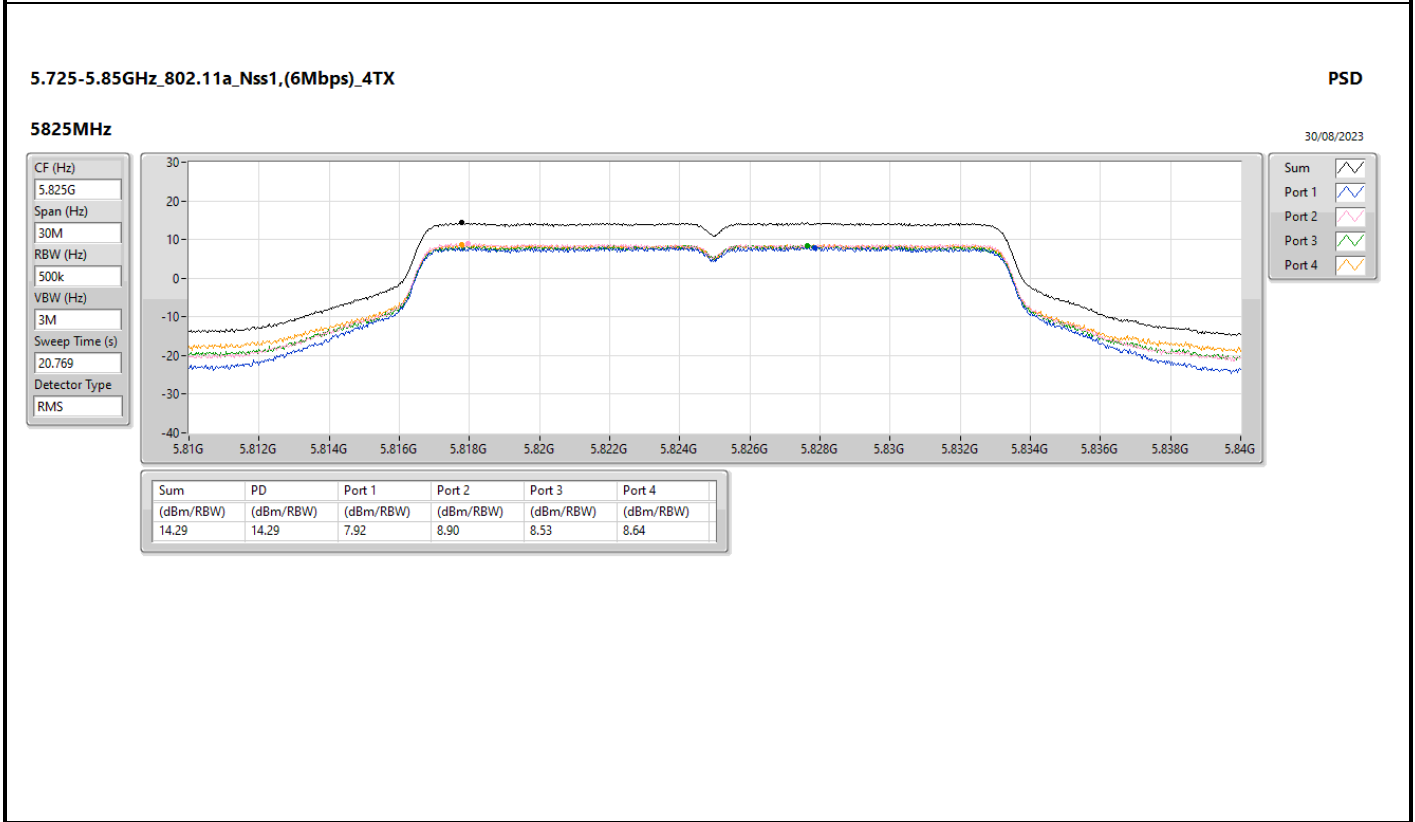 5.725-5.85GHz_802.11a_Nss1,(6Mbps)_4TX
PSD
5825MHz
30/08/2023
CF (Hz)
5.825G
Span (Hz)
30M
RBW (Hz)
500k
VBW (Hz)
3M
Sweep Time (s)
20.769
Detector Type
RMS
30
20
10
0
-10
-20
-30
-40
5.81G 5.812G 5.814G 5.816G 5.818G 5.82G 5.822G 5.824G 5.826G 5.828G 5.83G 5.832G 5.834G 5.836G 5.838G 5.84G
Sum
Port 1
Port 2
Port 3
Port 4
Sum PD Port 1 Port 2 Port 3 Port 4
(dBm/RBW) (dBm/RBW) (dBm/RBW) (dBm/RBW) (dBm/RBW) (dBm/RBW)
14.29 14.29 7.92 8.90 8.53 8.64